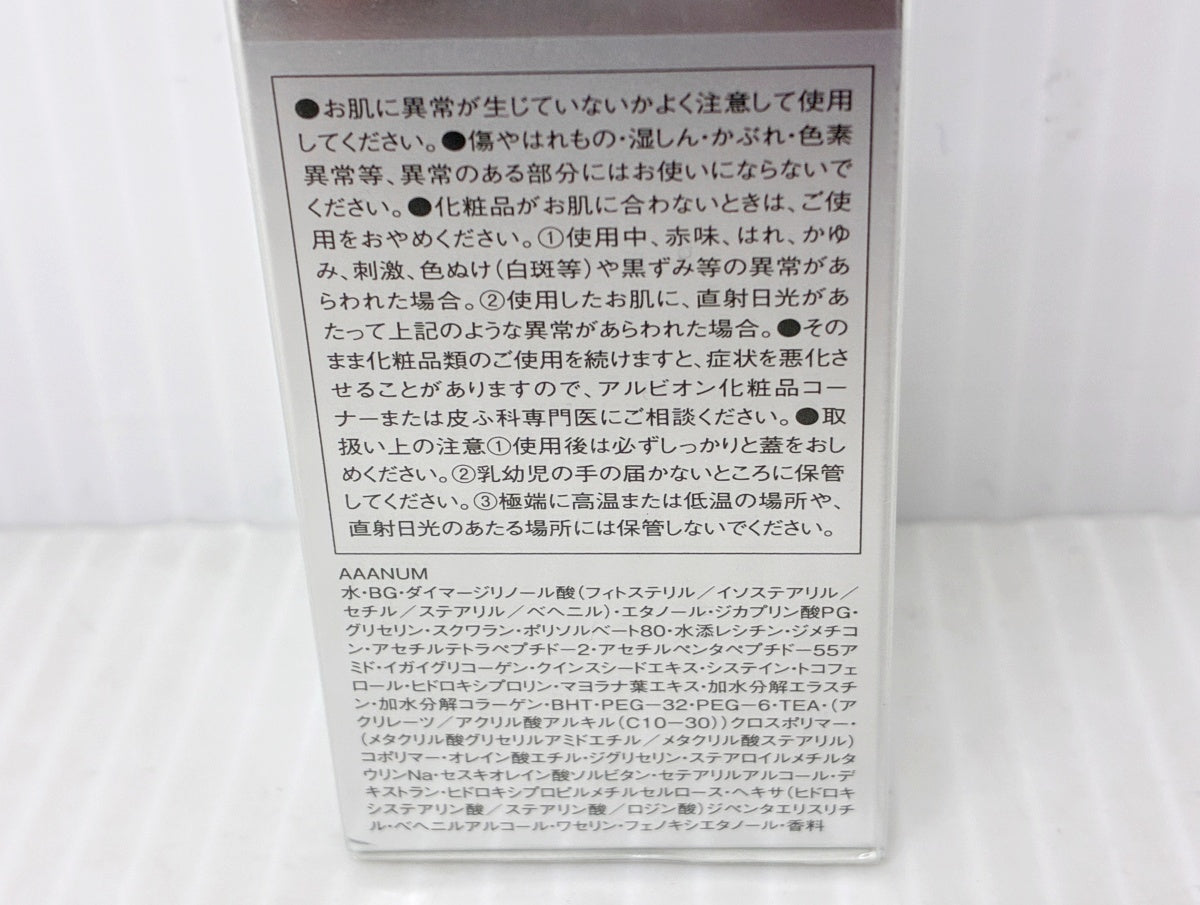 ●お肌に異常が生じていないかよく注意して使用
してください。●傷やはれもの・湿しん・かぶれ・色素
異常等、異常のある部分にはお使いにならないで
ください。●化粧品がお肌に合わないときは、ご使
用をおやめください。①使用中、赤味、はれ、かゆ
み、刺激、色ぬけ(白斑等)や黒ずみ等の異常があ
らわれた場合。②使用したお肌に、直射日光があ
たって上記のような異常があらわれた場合。●その
まま化粧品類のご使用を続けますと、症状を悪化さ
せることがありますので、アルビオン化粧品コー
ナーまたは皮ふ科専門医にご相談ください。●取
扱い上の注意①使用後は必ずしっかりと蓋をおし
めください。②乳幼児の手の届かないところに保管
してください。③極端に高温または低温の場所や、
直射日光のあたる場所には保管しないでください。
AAANUM
水・BG・ダイマージリノール酸(フィトステリル/イソステアリル/
セチル/ステアリル/ベヘニル)・エタノール・ジカプリン酸PG・
グリセリン・スクワラン・ポリソルベート80・水添レシチン・ジメチコ
ン・アセチルテトラペプチド-2・アセチルペンタペプチド-55ア
ミド・イガイグリコーゲン・クインスシードエキス・システイン・トコフェ
ロール・ヒドロキシプロリン・マヨラナ葉エキス・加水分解エラスチ
ン・加水分解コラーゲン・BHT・PEG-32・PEG-6・TEA・(ア
クリレーツ/アクリル酸アルキル(C10-30))クロスポリマー・
(メタクリル酸グリセリルアミドエチル/メタクリル酸ステアリル)
コポリマー・オレイン酸エチル・ジグリセリン・ステアロイルメチルタ
ウリンNa・セスキオレイン酸ソルビタン・セテアリルアルコール・デ
キストラン・ヒドロキシプロピルメチルセルロース・ヘキサ(ヒドロキ
システアリン酸/ステアリン酸/ロジン酸)ジペンタエリスリチ
ル・ベヘニルアルコール・ワセリン・フェノキシエタノール・香料